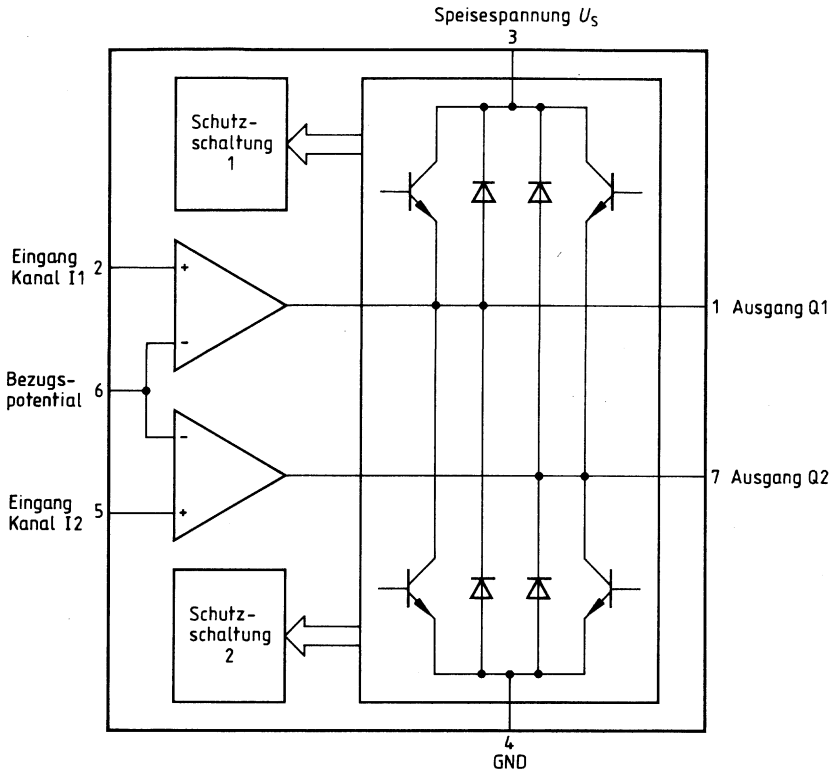 Speisespannung US
3
Schutz-
schaltung
1
Eingang
Kanal I1
2
+
-
1 Ausgang Q1
Bezugs-
potential
6
-
7 Ausgang Q2
Eingang
Kanal I2
5
+
Schutz-
schaltung
2
4
GND